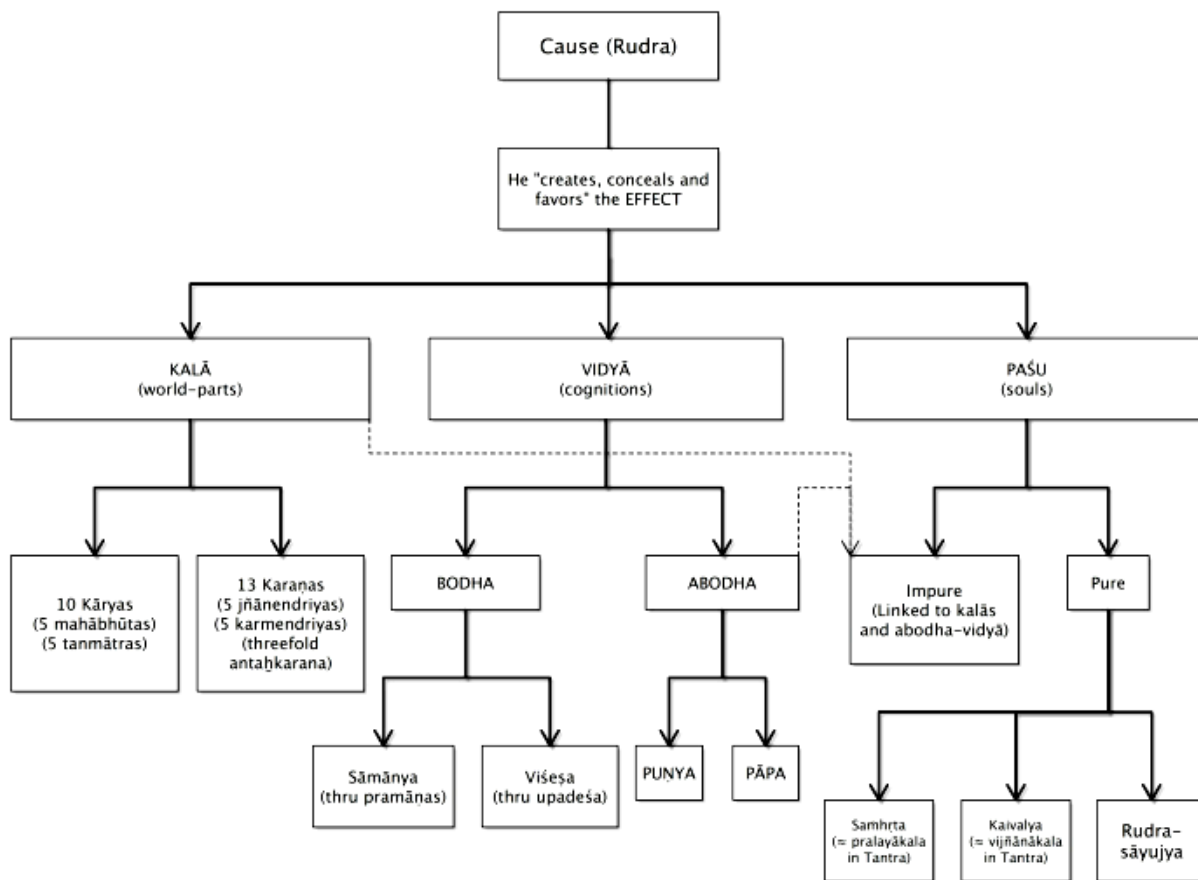 Cause (Rudra)
He "creates, conceals and
favors" the EFFECT
KALĀ
(world-parts)
VIDYĀ
(cognitions)
PAŚU
(souls)
10 Kāryas
(5 mahābhūtas)
(5 tanmātras)
13 Karaṇas
(5 jñānendriyas)
(5 karmendriyas)
(threefold
antaḥkarana)
BODHA
ABODHA
Impure
(Linked to kalās
and abodha-vidyā)
Pure
Sāmānya
(thru pramāṇas)
Viśeṣa
(thru upadeśa)
PUṆYA
PĀPA
Samhṛta
(≈ pralayākala
in Tantra)
Kaivalya
(≈ vijñānākala
in Tantra)
Rudra-
sāyujya